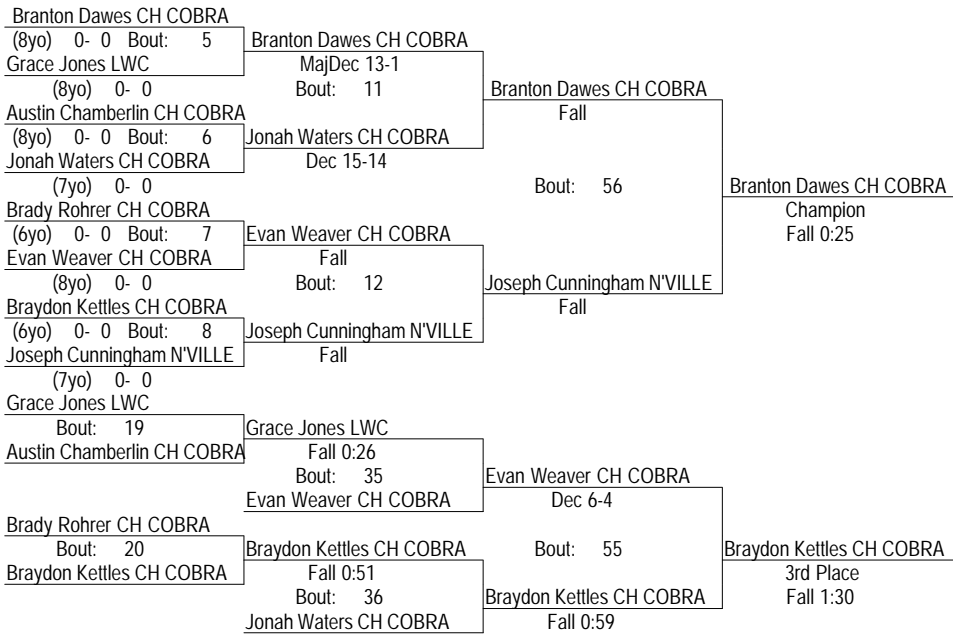 Branton Dawes CH COBRA
(8yo) 0- 0 Bout: 5 Branton Dawes CH COBRA
Grace Jones LWC MajDec 13-1
(8yo) 0- 0 Bout: 11 Branton Dawes CH COBRA
Austin Chamberlin CH COBRA Fall
(8yo) 0- 0 Bout: 6 Jonah Waters CH COBRA
Jonah Waters CH COBRA Dec 15-14
(7yo) 0- 0 Bout: 56 Branton Dawes CH COBRA
Brady Rohrer CH COBRA Champion
(6yo) 0- 0 Bout: 7 Evan Weaver CH COBRA Fall 0:25
Evan Weaver CH COBRA Fall
(8yo) 0- 0 Bout: 12 Joseph Cunningham N'VILLE
Braydon Kettles CH COBRA Fall
(6yo) 0- 0 Bout: 8 Joseph Cunningham N'VILLE
Joseph Cunningham N'VILLE Fall
(7yo) 0- 0
Grace Jones LWC
Bout: 19 Grace Jones LWC
Austin Chamberlin CH COBRA Fall 0:26
Bout: 35 Evan Weaver CH COBRA
Evan Weaver CH COBRA Dec 6-4
Brady Rohrer CH COBRA
Bout: 20 Braydon Kettles CH COBRA Bout: 55 Braydon Kettles CH COBRA
Braydon Kettles CH COBRA Fall 0:51 3rd Place
Bout: 36 Braydon Kettles CH COBRA Fall 1:30
Jonah Waters CH COBRA Fall 0:59